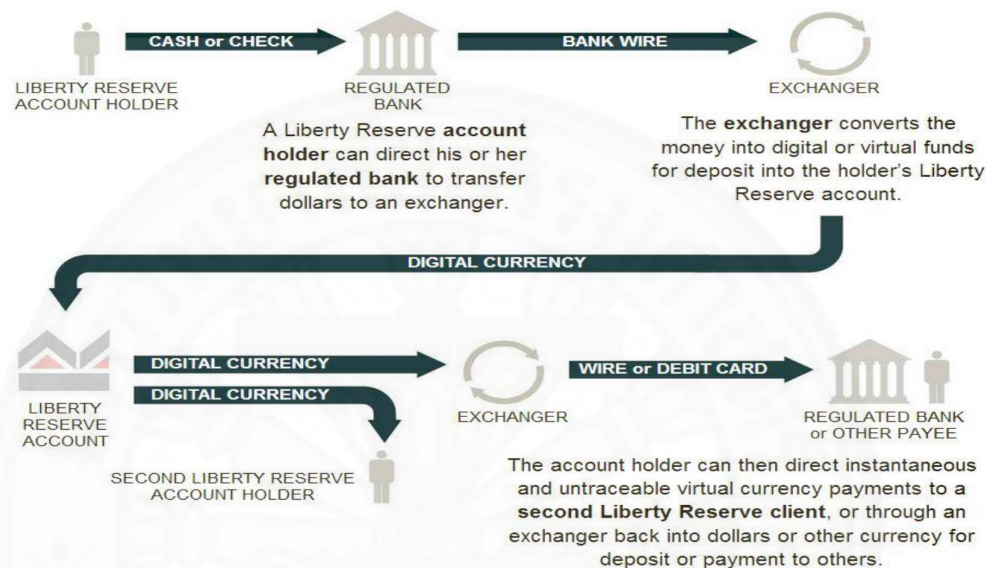 CASH or CHECK
BANK WIRE
LIBERTY RESERVE
ACCOUNT HOLDER
REGULATED
BANK
EXCHANGER
A Liberty Reserve account
holder can direct his or her
regulated bank to transfer
dollars to an exchanger.
The exchanger converts the
money into digital or virtual funds
for deposit into the holder's Liberty
Reserve account.
DIGITAL CURRENCY
DIGITAL CURRENCY
DIGITAL CURRENCY
LIBERTY
RESERVE
ACCOUNT
SECOND LIBERTY RESERVE
ACCOUNT HOLDER
EXCHANGER
WIRE or DEBIT CARD
REGULATED BANK
or OTHER PAYEE
The account holder can then direct instantaneous
and untraceable virtual currency payments to a
second Liberty Reserve client, or through an
exchanger back into dollars or other currency for
deposit or payment to others.